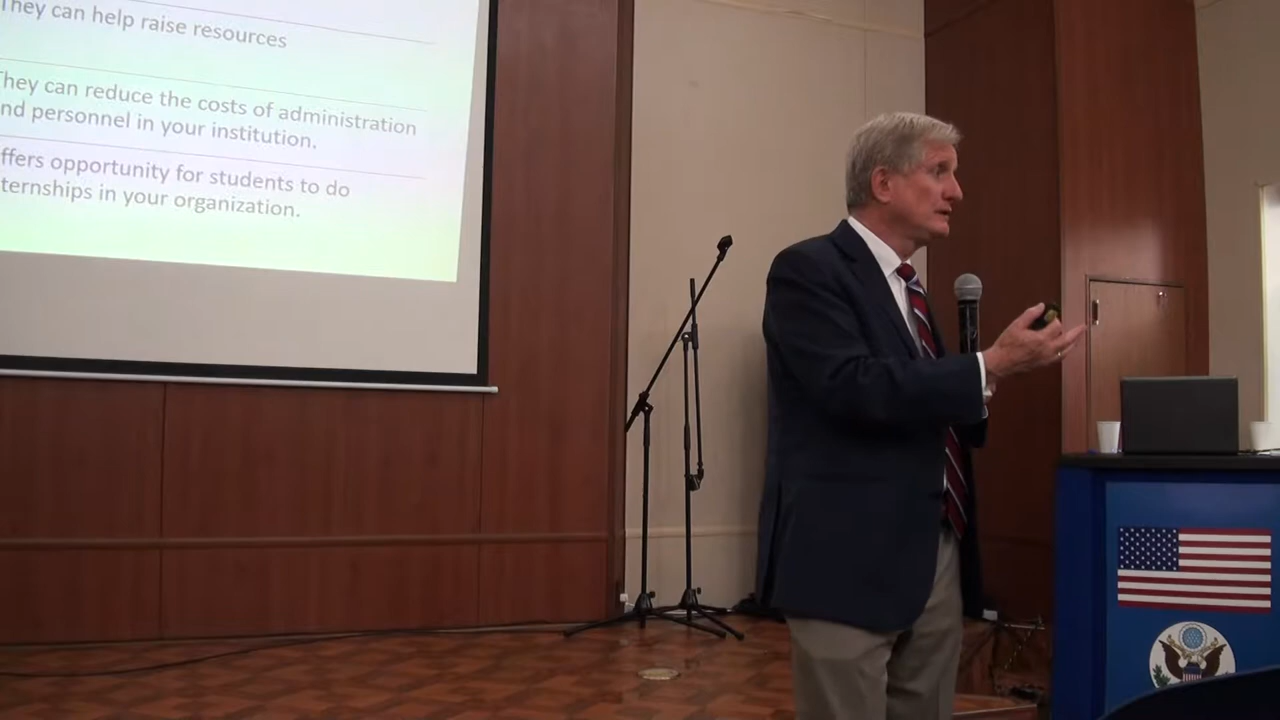 They can help raise resources
They can reduce the costs of administration
nd personnel in your institution.
ffers opportunity for students to do
ternships in your organization.